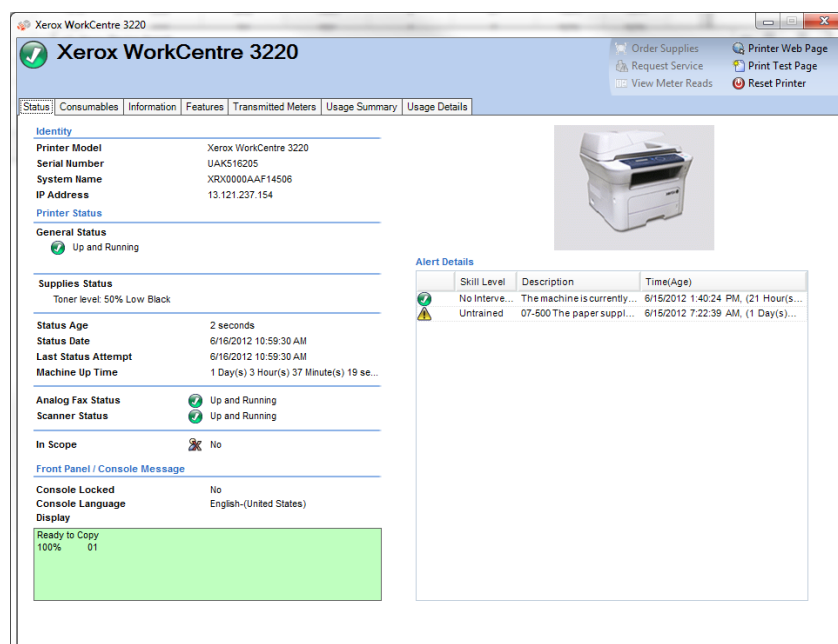 Xerox WorkCentre 3220
Xerox WorkCentre 3220
Order Supplies
Printer Web Page
Request Service
Print Test Page
View Meter Reads
Reset Printer
Status Consumables Information Features Transmitted Meters Usage Summary Usage Details
Identity
Printer Model Xerox WorkCentre 3220
Serial Number UAK516205
System Name XRX0000AAF14506
IP Address 13.121.237.154
Printer Status
General Status
Up and Running
Supplies Status
Toner level: 50% Low Black
Status Age 2 seconds
Status Date 6/16/2012 10:59:30 AM
Last Status Attempt 6/16/2012 10:59:30 AM
Machine Up Time 1 Day(s) 3 Hour(s) 37 Minute(s) 19 se...
Analog Fax Status Up and Running
Scanner Status Up and Running
In Scope No
Front Panel / Console Message
Console Locked No
Console Language English-(United States)
Display
Ready to Copy
100% 01
Alert Details
Skill Level Description Time(Age)
No Interve... The machine is currently... 6/15/2012 1:40:24 PM, (21 Hour(s...
Untrained 07-500 The paper suppl... 6/15/2012 7:22:39 AM, (1 Day(s)...